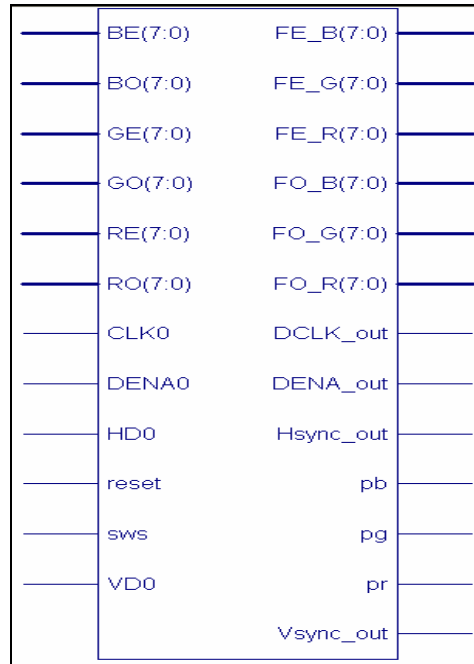 BE(7:0) FE_B(7:0)
BO(7:0) FE_G(7:0)
GE(7:0) FE_R(7:0)
GO(7:0) FO_B(7:0)
RE(7:0) FO_G(7:0)
RO(7:0) FO_R(7:0)
CLK0 DCLK_out
DENA0 DENA_out
HD0 Hsync_out
reset pb
sws pg
VD0 pr
Vsync_out